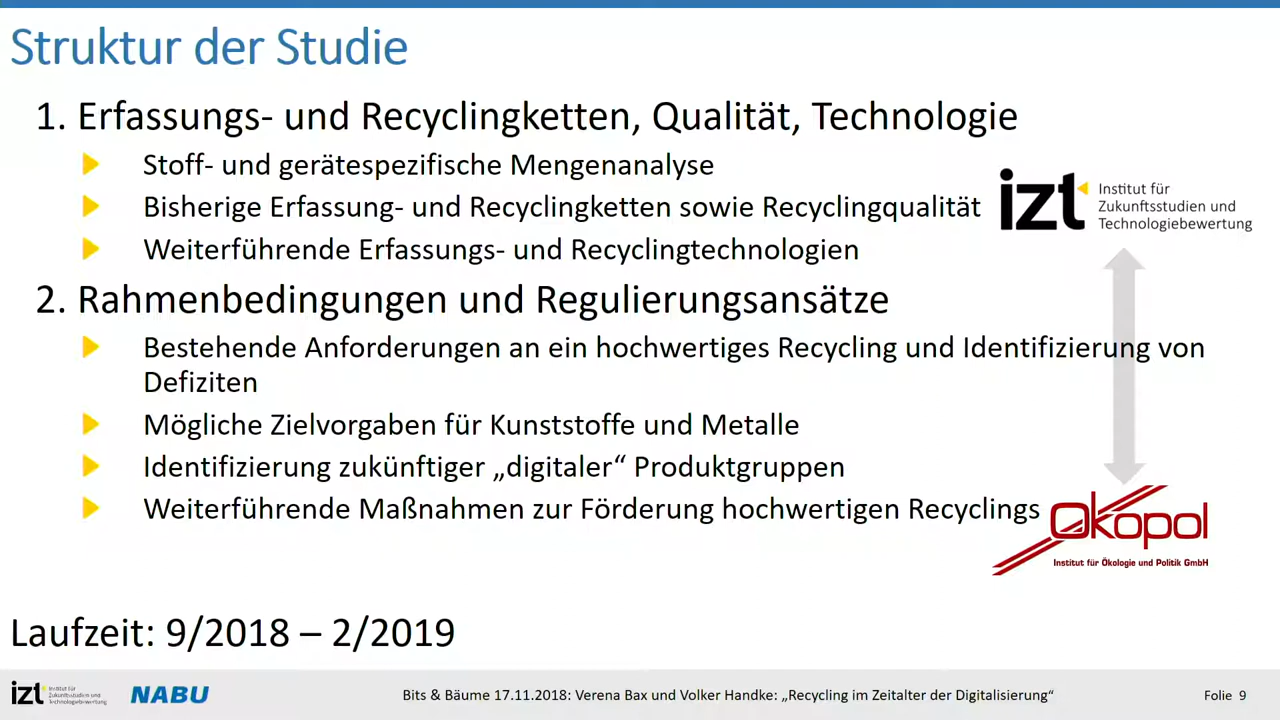 Struktur der Studie
1. Erfassungs- und Recyclingketten, Qualität, Technologie
Stoff- und gerätespezifische Mengenanalyse
Bisherige Erfassung- und Recyclingketten sowie Recyclingqualität
Weiterführende Erfassungs- und Recyclingtechnologien
izt Institut für
Zukunftsstudien und
Technologiebewertung
2. Rahmenbedingungen und Regulierungsansätze
Bestehende Anforderungen an ein hochwertiges Recycling und Identifizierung von
Defiziten
Mögliche Zielvorgaben für Kunststoffe und Metalle
Identifizierung zukünftiger „digitaler“ Produktgruppen
Weiterführende Maßnahmen zur Förderung hochwertigen Recyclings
Ökopol
Institut für Ökologie und Politik GmbH
Laufzeit: 9/2018 – 2/2019
izt Institut für
Zukunftsstudien und
Technologiebewertung
NABU
Bits & Bäume 17.11.2018: Verena Bax und Volker Handke: „Recycling im Zeitalter der Digitalisierung“
Folie 9